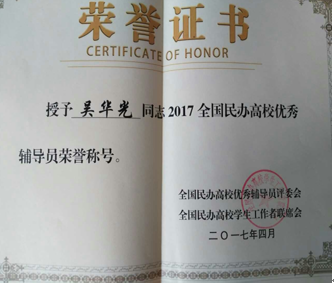 荣誉证书
CERTIFICATE OF HONOR
授予 吴华光 同志2017全国民办高校优秀
辅导员荣誉称号。
全国民办高校优秀辅导员评委会
全国民办高校学生工作者联席会
二〇一七年四月